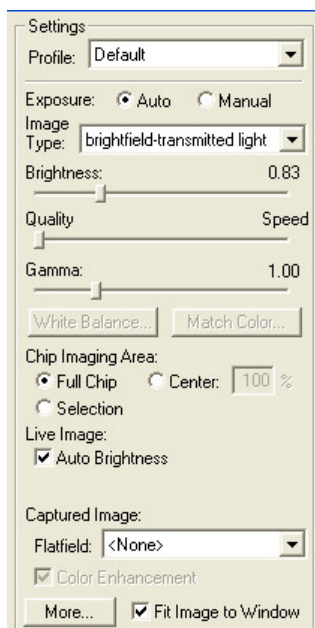 Settings
Profile: Default
Exposure: Auto Manual
Image
Type: brightfield-transmitted light
Brightness: 0.83
Quality Speed
Gamma: 1.00
White Balance... Match Color...
Chip Imaging Area:
Full Chip Center: 100 %
Selection
Live Image:
Auto Brightness
Captured Image:
Flatfield: <None>
Color Enhancement
More... Fit Image to Window